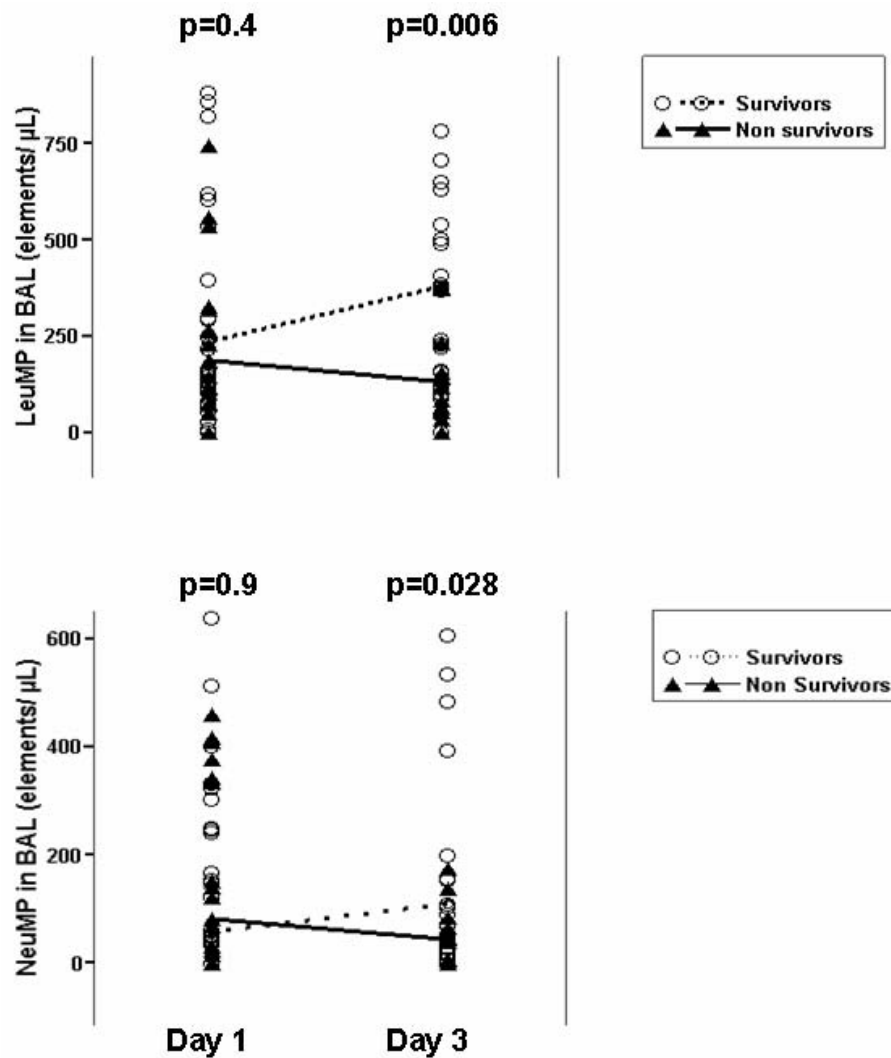 p=0.4 p=0.006
LeuMP in BAL (elements/ µL)
750
500
250
0
Survivors
Non survivors
p=0.9 p=0.028
NeuMP in BAL (elements/ µL)
600
400
200
0
Survivors
Non Survivors
Day 1 Day 3